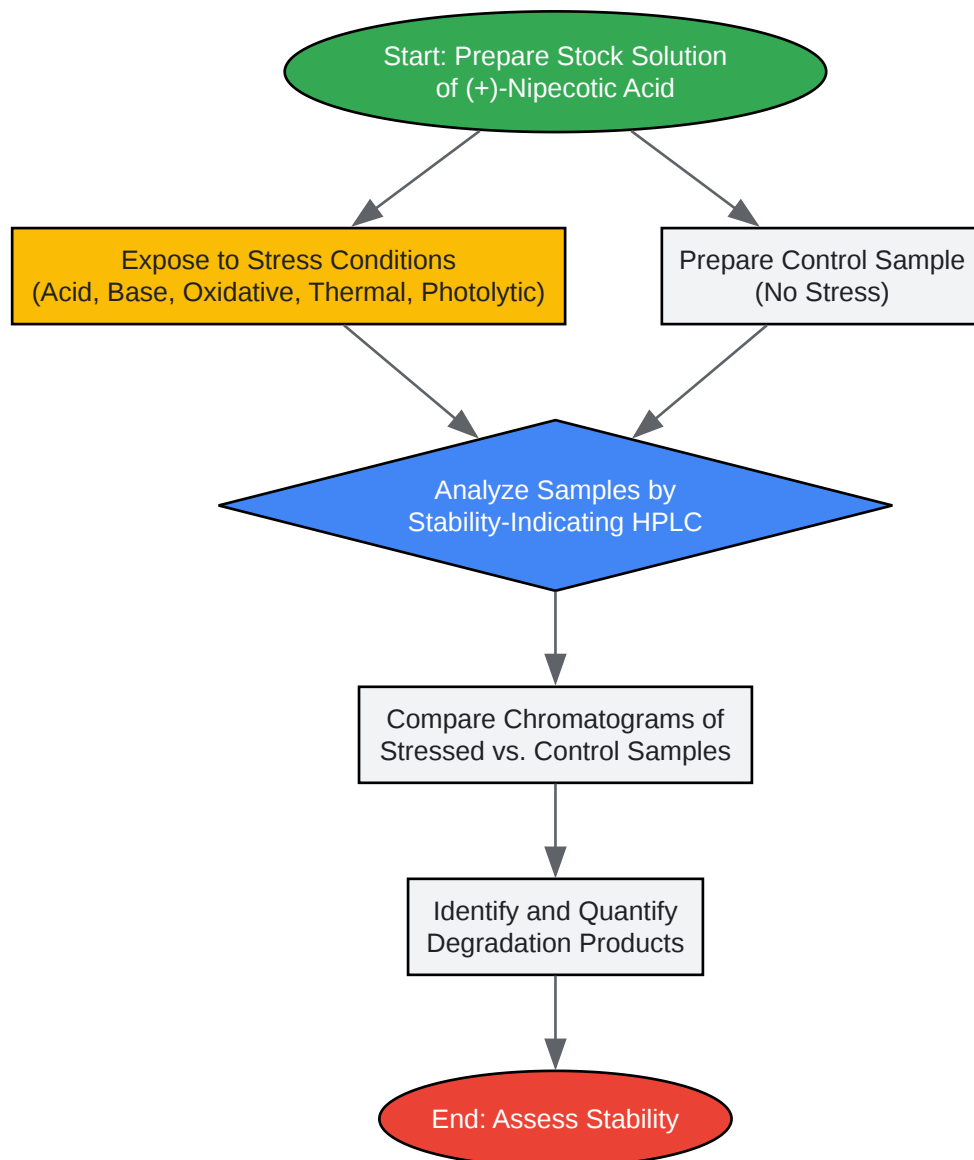 Start: Prepare Stock Solution
of (+)-Nipecotic Acid
Expose to Stress Conditions
(Acid, Base, Oxidative, Thermal, Photolytic)
Prepare Control Sample
(No Stress)
Analyze Samples by
Stability-Indicating HPLC
Compare Chromatograms of
Stressed vs. Control Samples
Identify and Quantify
Degradation Products
End: Assess Stability